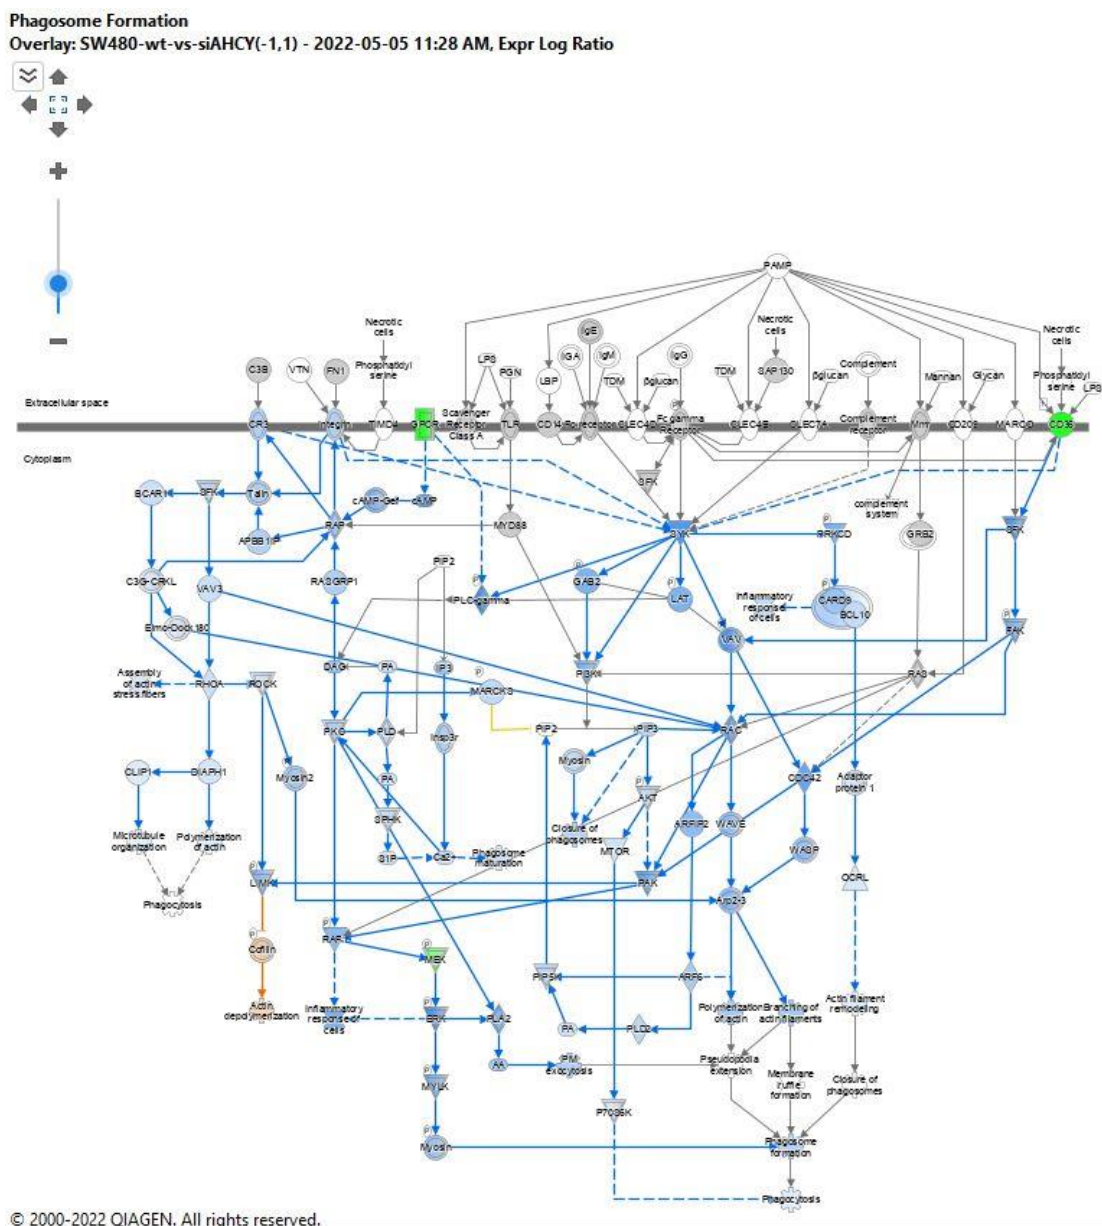 Phagosome Formation
Overlay: SW480-wt-vs-siAHCY(-1,1) - 2022-05-05 11:28 AM, Expr Log Ratio
PAMP
Necrotic
cells
Necrotic
cells
Necrotic
cells
IgE
IGA
IgM
IgG
LPS
PGN
LBP
TDM
βglucan
TDM
SAP130
βglucan
Complement
Mannan
Glycan
Phosphatidyl
serine
LPS
C3B
VTN
FN1
Phosphatidyl
serine
Extracellular space
CR3
Integrin
TIMD4
GPCR
Scavenger
Receptor
Class A
TLR
CD14
CLEC4D
Fc gamma
Receptor
CLEC4E
CLEC7A
Complement
receptor
CD209
MARCO
CD36
Cytoplasm
BCAR1
SFK
Talin
cAMP-Gef
cAMP
SFK
complement
system
APBB1IP
RAP
MYD88
SYK
PRKCD
GRB2
SFK
C3G-CRKL
VAV3
RASGRP1
PIP2
PLC gamma
GAB2
LAT
Inflammatory
response
of cells
CARD9
BCL10
Elmo-Dock180
VAV
FAK
Assembly
of actin
stress fibers
RHOA
ROCK
DAG
PA
IP3
MARCKS
PI3K
RAS
PKC
PLD
Insp3r
PIP2
PIP3
RAC
CLIP1
DIAPH1
Myosin2
PA
Myosin
AKT
CDC42
Adaptor
protein 1
Microtubule
organization
Polymerization
of actin
SPHK
Closure of
phagosomes
ARFIP2
WAVE
S1P
Ca2+
Phagosome
maturation
MTOR
WASP
LIMK
PAK
OCRL
Phagocytosis
Arp2-3
Cofilin
RAF1
MEK
PIP5K
ARF6
Actin
depolymerization
Inflammatory
response of
cells
ERK
PLA2
PA
PLD2
Polymerization
of actin
Branching of
actin filaments
Actin filament
remodeling
AA
PM
exocytosis
Pseudopodia
extension
MYLK
Membrane
ruffle
formation
Closure of
phagosomes
P70S6K
Myosin
Phagosome
formation
Phagocytosis
© 2000-2022 QIAGEN. All rights reserved.